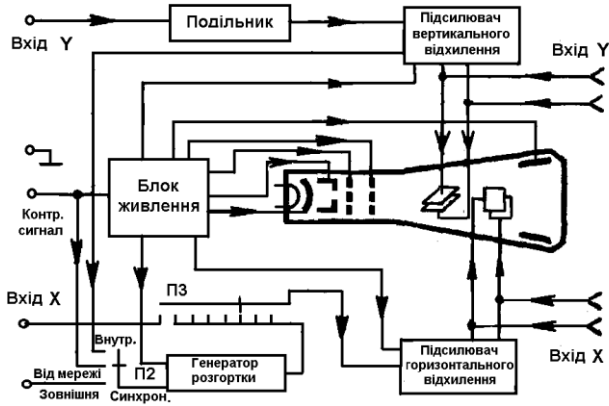 Подільник
Вхід Y
Підсилювач
вертикального
відхилення
Вхід Y
Блок
живлення
Контр.
сигнал
Вхід X
П3
Внутр.
Від мережі
П2
Зовнішня
Синхрон.
Генератор
розгортки
Підсилювач
горизонтального
відхилення
Вхід X